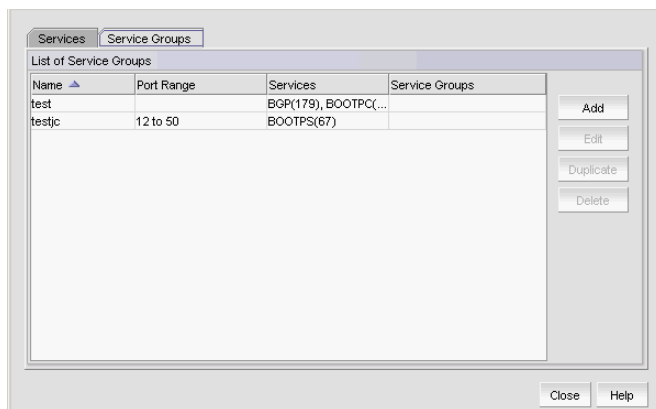 Services Service Groups
List of Service Groups
Name Port Range Services Service Groups
test BGP(179), BOOTPC(...
testjc 12 to 50 BOOTPS(67)
Add
Edit
Duplicate
Delete
Close Help